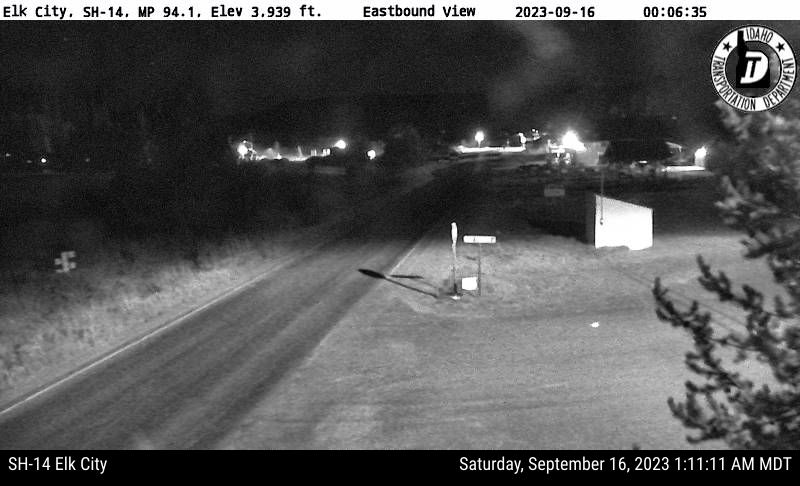 Elk City, SH-14, MP 94.1, Elev 3,939 ft. Eastbound View 2023-09-16 00:06:35
IDAHO
TRANSPORTATION DEPARTMENT
SH-14 Elk City Saturday, September 16, 2023 1:11:11 AM MDT